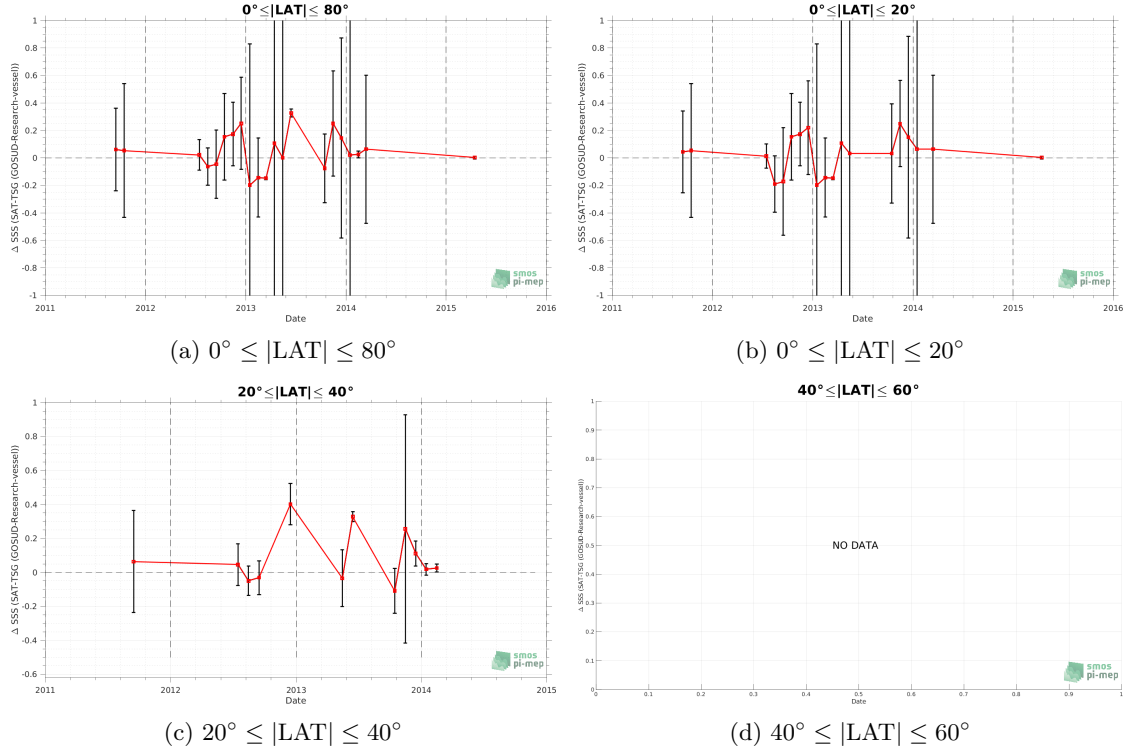 0°≤|LAT|≤ 80°
Δ SSS (SAT-TSG (GOSUD-Research-vessel))
1
0.8
0.6
0.4
0.2
0
-0.2
-0.4
-0.6
-0.8
-1
2011 2012 2013 2014 2015 2016
Date
smos
pi-mep
(a) 0° ≤ |LAT| ≤ 80°
0°≤|LAT|≤ 20°
Δ SSS (SAT-TSG (GOSUD-Research-vessel))
1
0.8
0.6
0.4
0.2
0
-0.2
-0.4
-0.6
-0.8
-1
2011 2012 2013 2014 2015 2016
Date
smos
pi-mep
(b) 0° ≤ |LAT| ≤ 20°
20°≤|LAT|≤ 40°
Δ SSS (SAT-TSG (GOSUD-Research-vessel))
1
0.8
0.6
0.4
0.2
0
-0.2
-0.4
-0.6
2011 2012 2013 2014 2015
Date
smos
pi-mep
(c) 20° ≤ |LAT| ≤ 40°
40°≤|LAT|≤ 60°
Δ SSS (SAT-TSG (GOSUD-Research-vessel))
1
0.9
0.8
0.7
0.6
0.5
0.4
0.3
0.2
0.1
0
NO DATA
0 0.1 0.2 0.3 0.4 0.5 0.6 0.7 0.8 0.9 1
Date
smos
pi-mep
(d) 40° ≤ |LAT| ≤ 60°